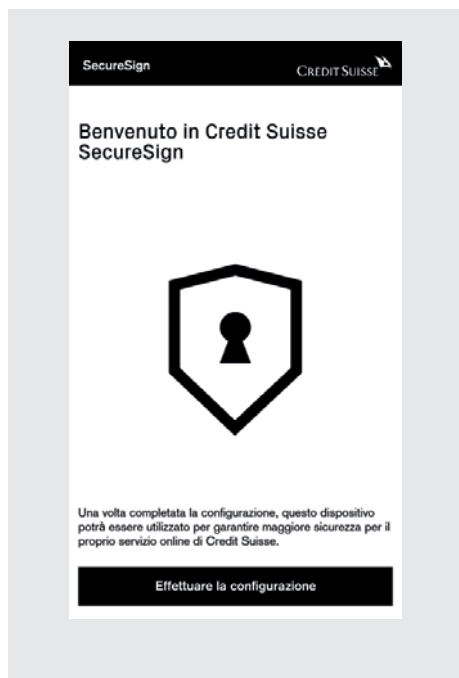 SecureSign
CREDIT SUISSE
Benvenuto in Credit Suisse
SecureSign
Una volta completata la configurazione, questo dispositivo
potrà essere utilizzato per garantire maggiore sicurezza per il
proprio servizio online di Credit Suisse.
Effettuare la configurazione